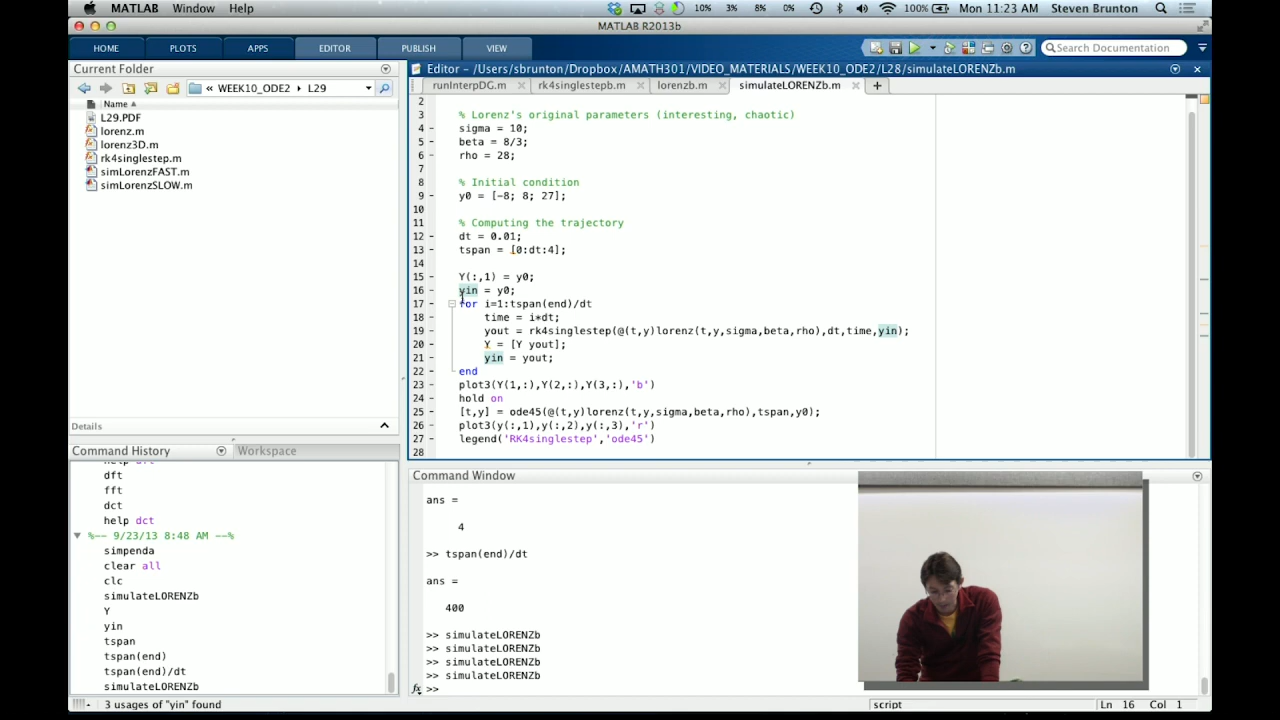 MATLAB Window Help 10% 3% 8% 0% 100% Mon 11:23 AM Steven Brunton
MATLAB R2013b
HOME PLOTS APPS EDITOR PUBLISH VIEW Search Documentation
Current Folder
WEEK10_ODE2 L29
Name
L29.PDF
lorenz.m
lorenz3D.m
rk4singlestep.m
simLorenzFAST.m
simLorenzSLOW.m
Details
Command History Workspace
dft
fft
dct
help dct
%-- 9/23/13 8:48 AM --%
simpenda
clear all
clc
simulateLORENZb
Y
yin
tspan
tspan(end)
tspan(end)/dt
simulateLORENZb
3 usages of "yin" found
Editor - /Users/sbrunton/Dropbox/AMATH301/VIDEO_MATERIALS/WEEK10_ODE2/L28/simulateLORENZb.m
runInterpDG.m rk4singlestepb.m lorenzb.m simulateLORENZb.m
2
3 % Lorenz's original parameters (interesting, chaotic)
4 - sigma = 10;
5 - beta = 8/3;
6 - rho = 28;
7
8 % Initial condition
9 - y0 = [-8; 8; 27];
10
11 % Computing the trajectory
12 - dt = 0.01;
13 - tspan = [0:dt:4];
14
15 - Y(:,1) = y0;
16 - yin = y0;
17 - for i=1:tspan(end)/dt
18 - time = i*dt;
19 - yout = rk4singlestep(@(t,y)lorenz(t,y,sigma,beta,rho),dt,time,yin);
20 - Y = [Y yout];
21 - yin = yout;
22 - end
23 - plot3(Y(1,:),Y(2,:),Y(3,:),'b')
24 - hold on
25 - [t,y] = ode45(@(t,y)lorenz(t,y,sigma,beta,rho),tspan,y0);
26 - plot3(y(:,1),y(:,2),y(:,3),'r')
27 - legend('RK4singlestep','ode45')
28
Command Window
ans =
4
>> tspan(end)/dt
ans =
400
>> simulateLORENZb
>> simulateLORENZb
>> simulateLORENZb
>> simulateLORENZb
fx >>
script Ln 16 Col 1